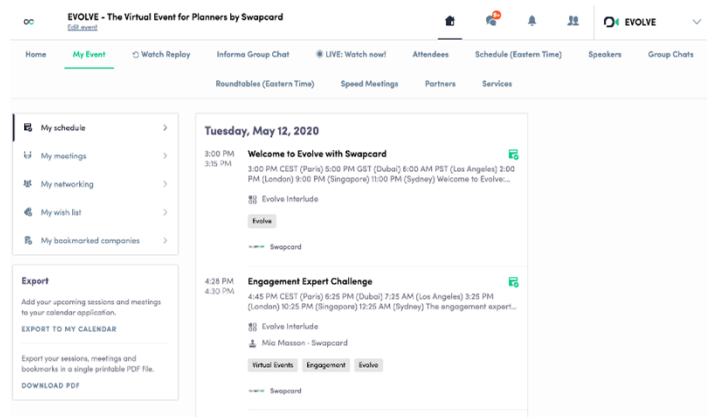 EVOLVE - The Virtual Event for Planners by Swapcard
Edit event
9+
EVOLVE
Home
My Event
Watch Replay
Informa Group Chat
LIVE: Watch now!
Attendees
Schedule (Eastern Time)
Speakers
Group Chats
Roundtables (Eastern Time)
Speed Meetings
Partners
Services
My schedule
My meetings
My networking
My wish list
My bookmarked companies
Export
Add your upcoming sessions and meetings
to your calendar application.
EXPORT TO MY CALENDAR
Export your sessions, meetings and
bookmarks in a single printable PDF file.
DOWNLOAD PDF
Tuesday, May 12, 2020
3:00 PM
3:15 PM
Welcome to Evolve with Swapcard
3:00 PM CEST (Paris) 5:00 PM GST (Dubai) 6:00 AM PST (Los Angeles) 2:00
PM (London) 9:00 PM (Singapore) 11:00 PM (Sydney) Welcome to Evolve:...
Evolve Interlude
Evolve
Swapcard
4:28 PM
4:30 PM
Engagement Expert Challenge
4:45 PM CEST (Paris) 6:25 PM (Dubai) 7:25 AM (Los Angeles) 3:25 PM
(London) 10:25 PM (Singapore) 12:25 AM (Sydney) The engagement expert...
Evolve Interlude
Mia Masson - Swapcard
Virtual Events
Engagement
Evolve
Swapcard